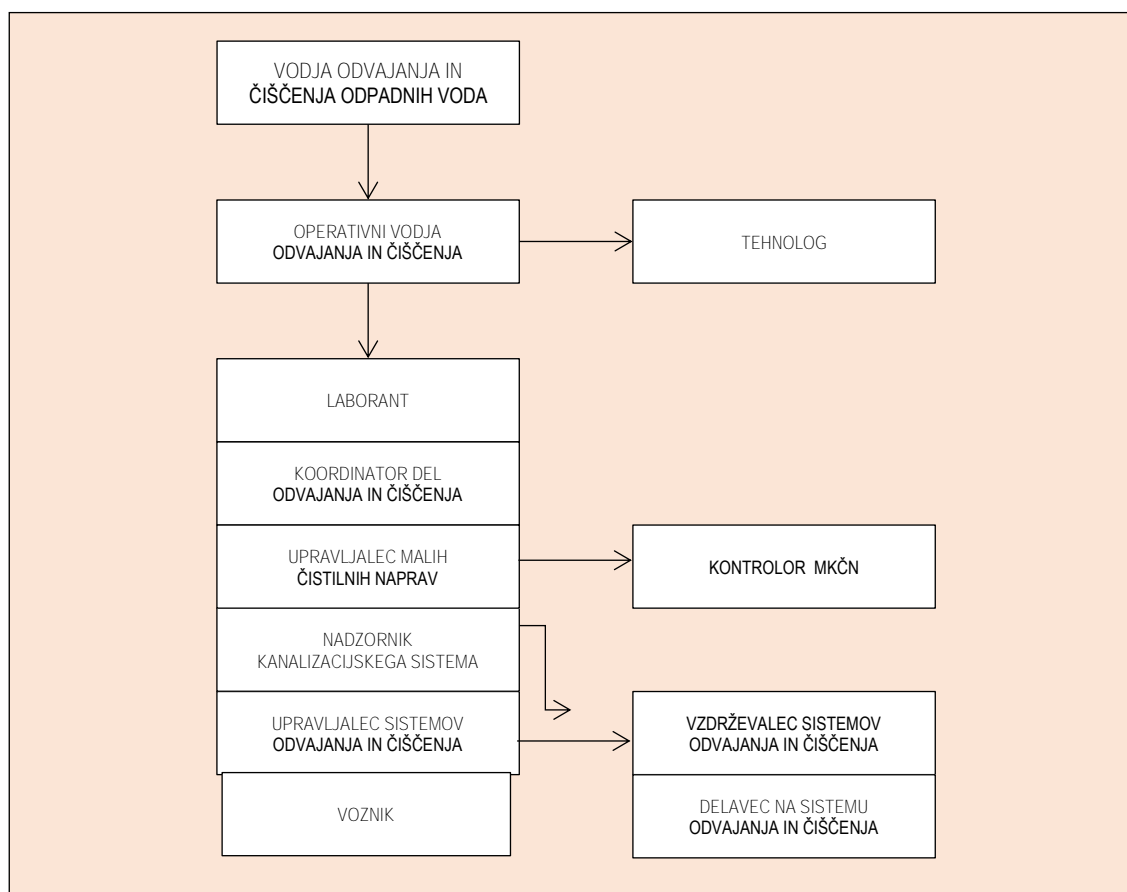 VODJA ODVAJANJA IN
ČIŠČENJA ODPADNIH VODA
OPERATIVNI VODJA
ODVAJANJA IN ČIŠČENJA
TEHNOLOG
LABORANT
KOORDINATOR DEL
ODVAJANJA IN ČIŠČENJA
UPRAVLJALEC MALIH
ČISTILNIH NAPRAV
KONTROLOR MKČN
NADZORNIK
KANALIZACIJSKEGA SISTEMA
UPRAVLJALEC SISTEMOV
ODVAJANJA IN ČIŠČENJA
VZDRŽEVALEC SISTEMOV
ODVAJANJA IN ČIŠČENJA
VOZNIK
DELAVEC NA SISTEMU
ODVAJANJA IN ČIŠČENJA